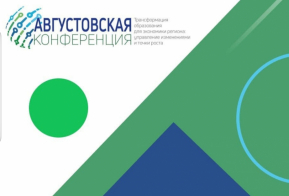 АВГУСТОВСКАЯ
КОНФЕРЕНЦИЯ
Трансформация
образования
для экономики региона:
управление изменениями
и точки роста